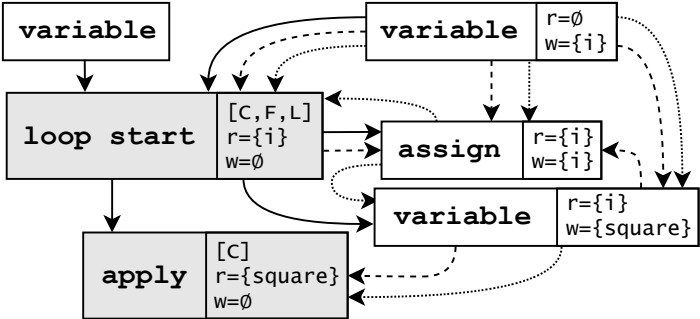 variable
variable
r=Ø
w={i}
loop start
[C,F,L]
r={i}
w=Ø
assign
r={i}
w={i}
variable
r={i}
w={square}
apply
[C]
r={square}
w=Ø